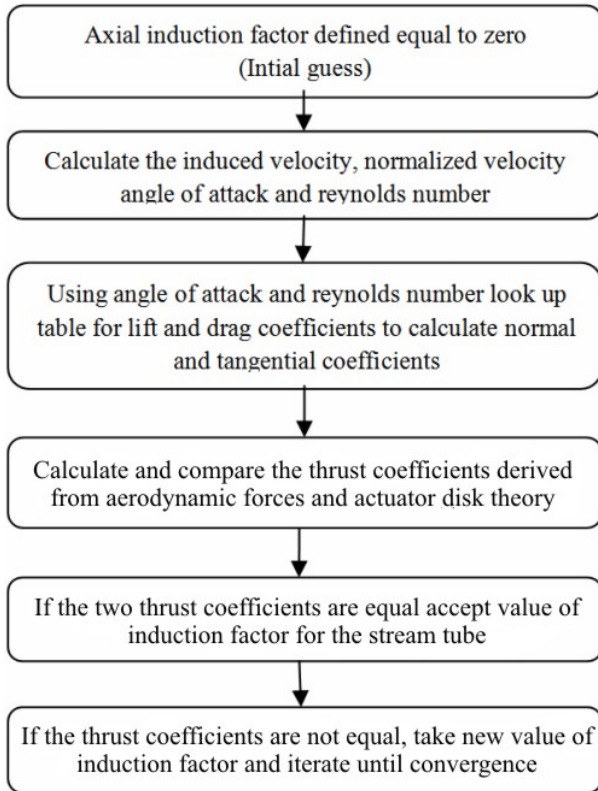 Axial induction factor defined equal to zero
(Intial guess)
Calculate the induced velocity, normalized velocity
angle of attack and reynolds number
Using angle of attack and reynolds number look up
table for lift and drag coefficients to calculate normal
and tangential coefficients
Calculate and compare the thrust coefficients derived
from aerodynamic forces and actuator disk theory
If the two thrust coefficients are equal accept value of
induction factor for the stream tube
If the thrust coefficients are not equal, take new value of
induction factor and iterate until convergence